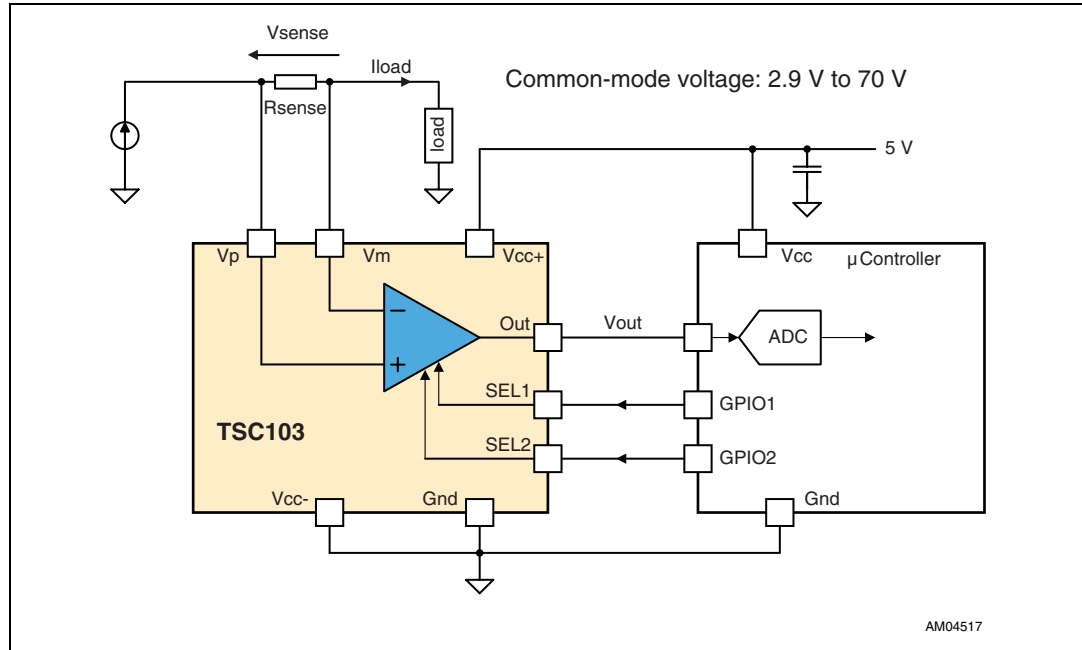 Vsense
Iload
Common-mode voltage: 2.9 V to 70 V
Rsense
load
5 V
Vp
Vm
Vcc+
Vcc
µController
Out
Vout
ADC
SEL1
GPIO1
TSC103
SEL2
GPIO2
Vcc-
Gnd
Gnd
AM04517